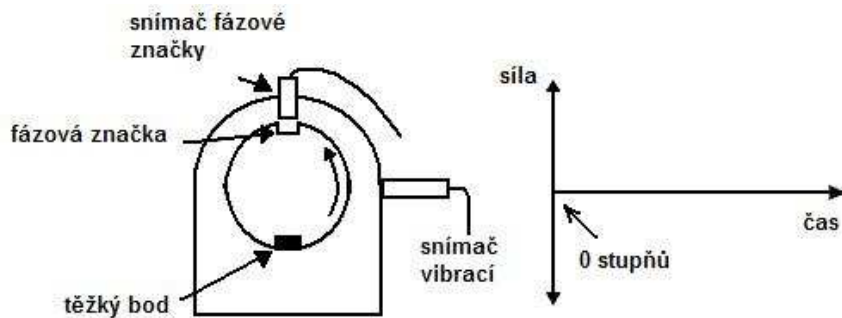 snímač fázové
značky
fázová značka
těžký bod
snímač
vibrací
síla
čas
0 stupňů